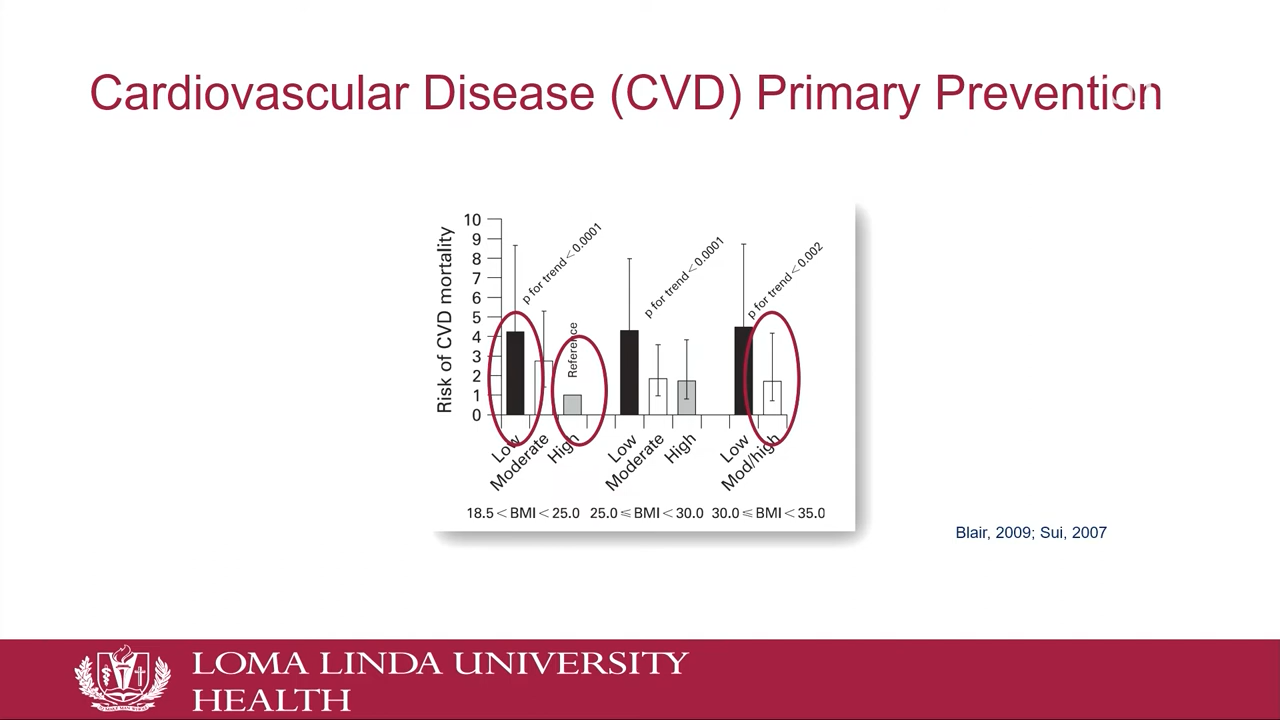 Cardiovascular Disease (CVD) Primary Prevention
Risk of CVD mortality
10
9
8
7
6
5
4
3
2
1
0
p for trend < 0.0001
Reference
p for trend < 0.0001
p for trend < 0.002
Low
Moderate
High
Low
Moderate
High
Low
Mod/high
18.5 < BMI < 25.0 25.0 ≤ BMI < 30.0 30.0 ≤ BMI < 35.0
Blair, 2009; Sui, 2007
LOMA LINDA UNIVERSITY
HEALTH